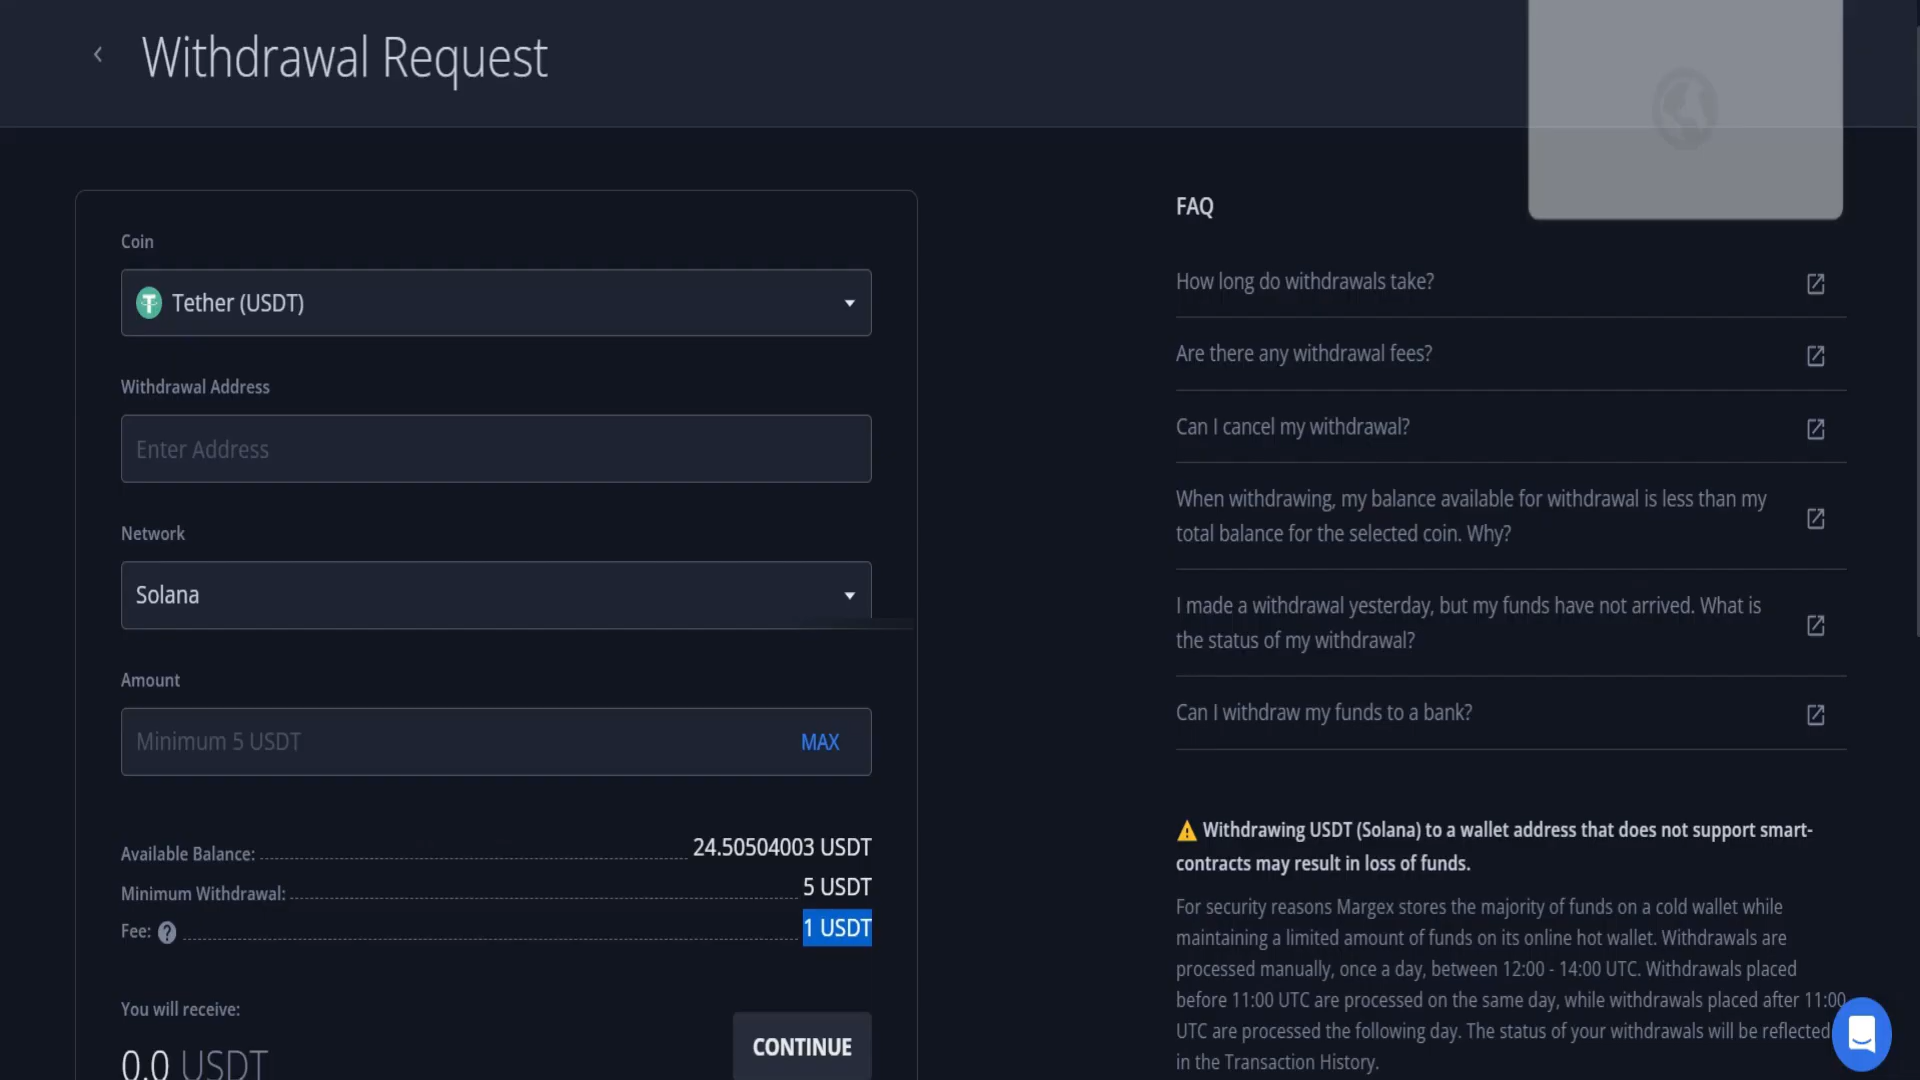 Withdrawal Request
Coin
Tether (USDT)
Withdrawal Address
Enter Address
Network
Solana
Amount
Minimum 5 USDT
MAX
Available Balance:
24.50504003 USDT
Minimum Withdrawal:
5 USDT
Fee: ?
1 USDT
You will receive:
0.0 USDT
CONTINUE
FAQ
How long do withdrawals take?
Are there any withdrawal fees?
Can I cancel my withdrawal?
When withdrawing, my balance available for withdrawal is less than my
total balance for the selected coin. Why?
I made a withdrawal yesterday, but my funds have not arrived. What is
the status of my withdrawal?
Can I withdraw my funds to a bank?
Withdrawing USDT (Solana) to a wallet address that does not support smart-
contracts may result in loss of funds.
For security reasons Margex stores the majority of funds on a cold wallet while
maintaining a limited amount of funds on its online hot wallet. Withdrawals are
processed manually, once a day, between 12:00 - 14:00 UTC. Withdrawals placed
before 11:00 UTC are processed on the same day, while withdrawals placed after 11:00
UTC are processed the following day. The status of your withdrawals will be reflected
in the Transaction History.